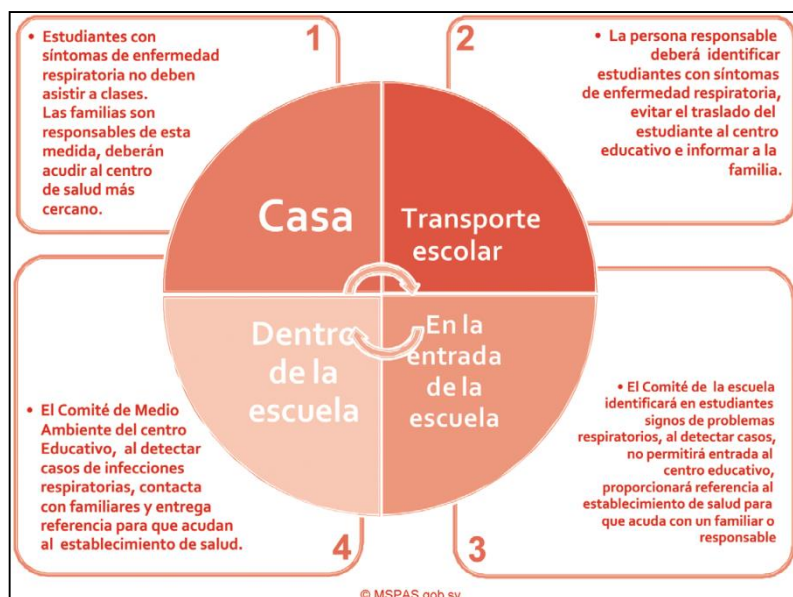 1
• Estudiantes con
síntomas de enfermedad
respiratoria no deben
asistir a clases.
Las familias son
responsables de esta
medida, deberán
acudir al centro
de salud más
cercano.
2
• La persona responsable
deberá identificar
estudiantes con síntomas
de enfermedad respiratoria,
evitar el traslado del
estudiante al centro
educativo e informar a la
familia.
Casa
Transporte
escolar
Dentro
de la
escuela
En la
entrada
de la
escuela
• El Comité de Medio
Ambiente del centro
Educativo, al detectar
casos de infecciones
respiratorias, contacta
con familiares y entrega
referencia para que acudan
al establecimiento de salud.
4
• El Comité de la escuela
identificará en estudiantes
signos de problemas
respiratorios, al detectar casos,
no permitirá entrada al
centro educativo,
proporcionará referencia al
establecimiento de salud para
que acuda con un familiar o
responsable
3
© MSPAS.gob.sv